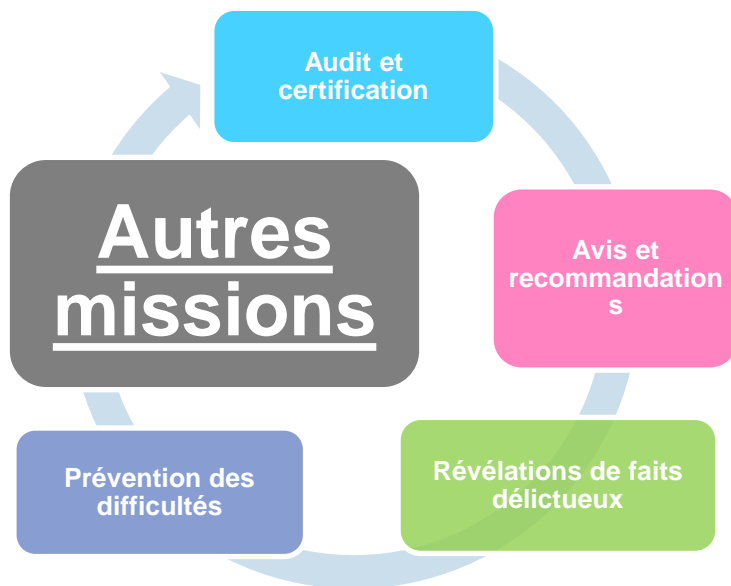 Audit et
certification
Autres
missions
Avis et
recommandation
s
Prévention des
difficultés
Révélations de faits
délictueux